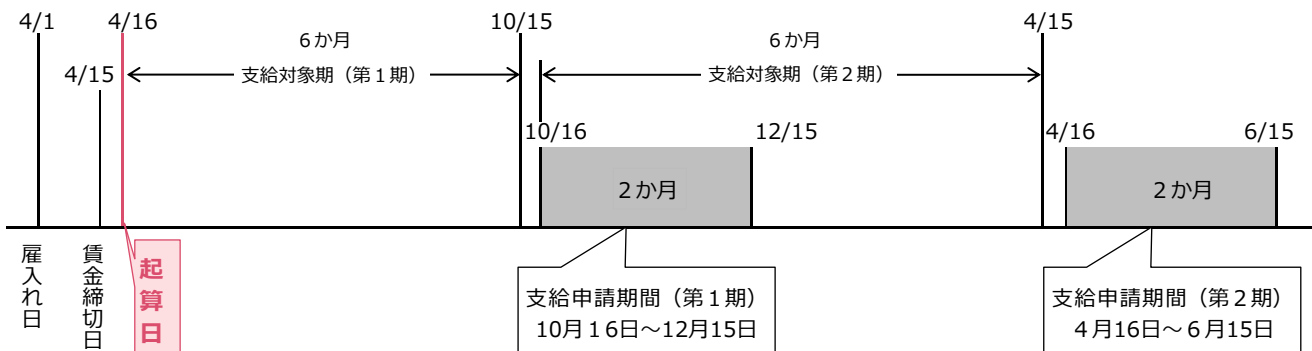 4/1
4/16
10/15
4/15
6か月
6か月
4/15
支給対象期(第1期)
支給対象期(第2期)
10/16
12/15
4/16
6/15
2か月
2か月
雇入れ日
賃金締切日
起算日
支給申請期間(第1期)
10月16日～12月15日
支給申請期間(第2期)
4月16日～6月15日